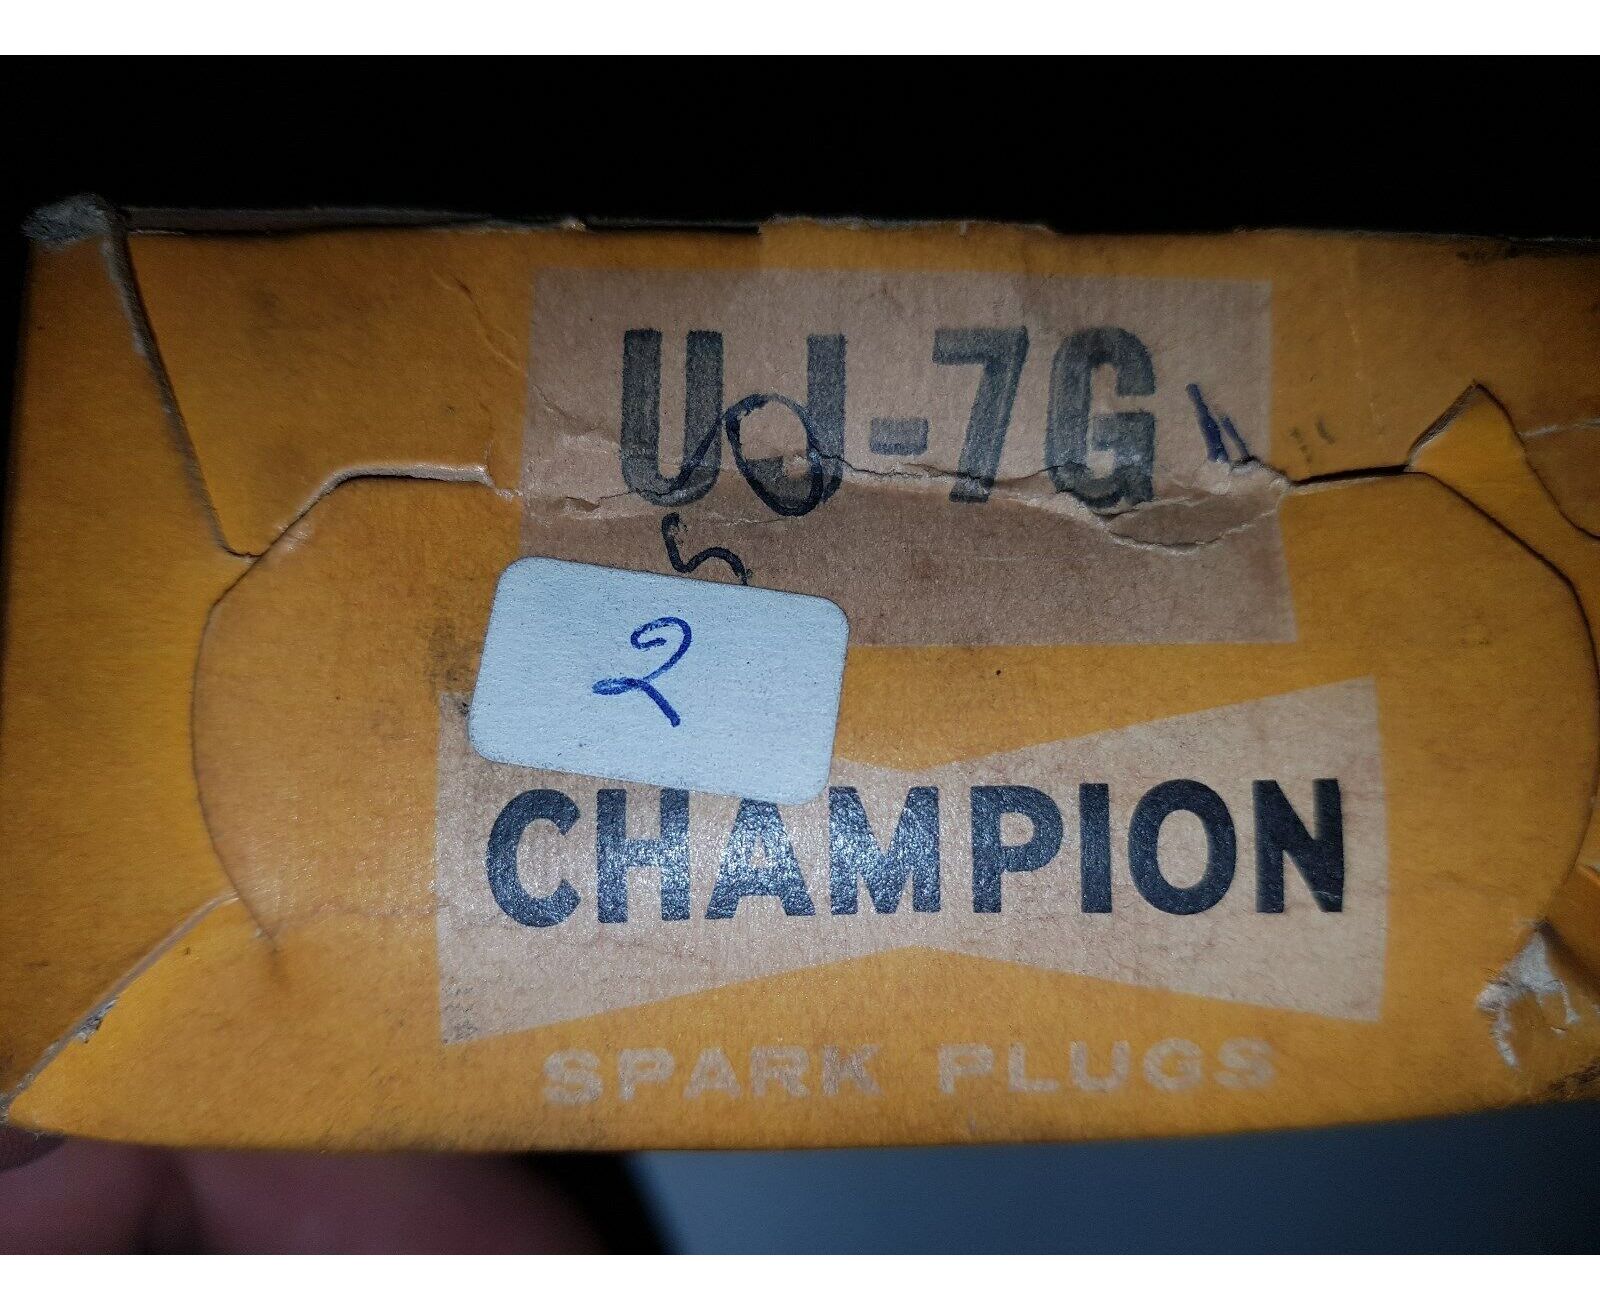 UJ-7G
2
CHAMPION
SPARK PLUGS